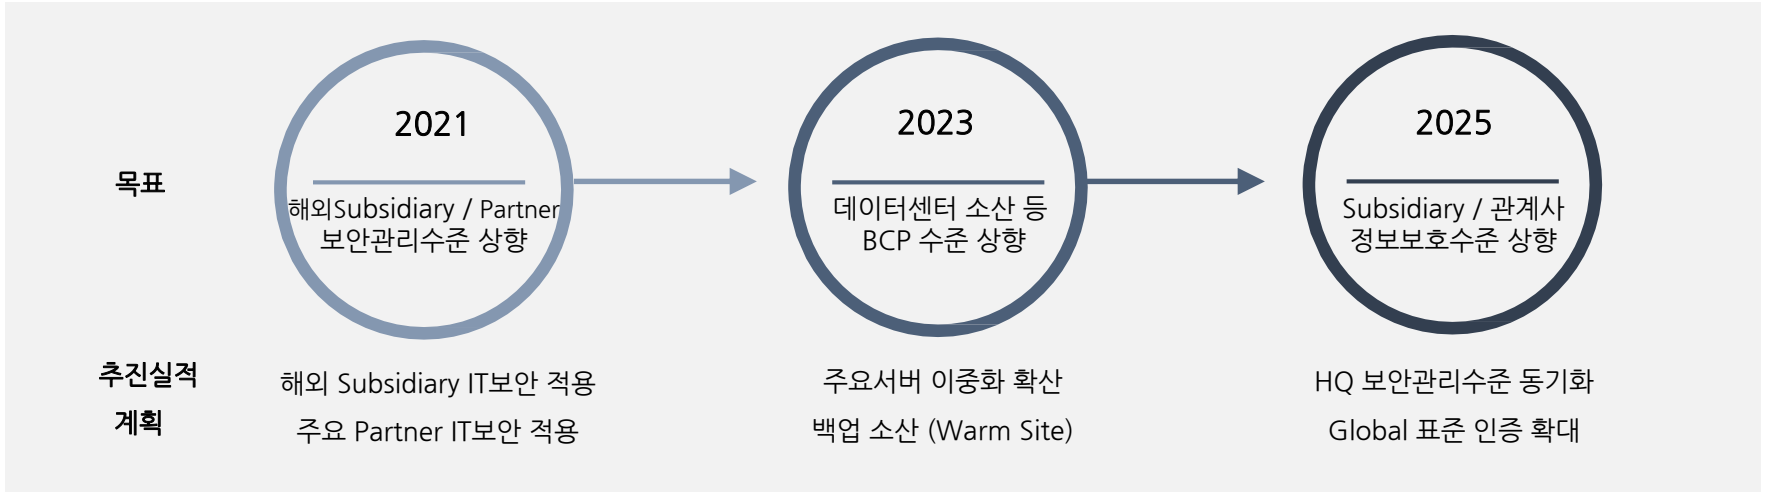 목표
2021
해외Subsidiary / Partner
보안관리수준 상향
2023
데이터센터 소산 등
BCP 수준 상향
2025
Subsidiary / 관계사
정보보호수준 상향
추진실적
계획
해외 Subsidiary IT보안 적용
주요 Partner IT보안 적용
주요서버 이중화 확산
백업 소산 (Warm Site)
HQ 보안관리수준 동기화
Global 표준 인증 확대